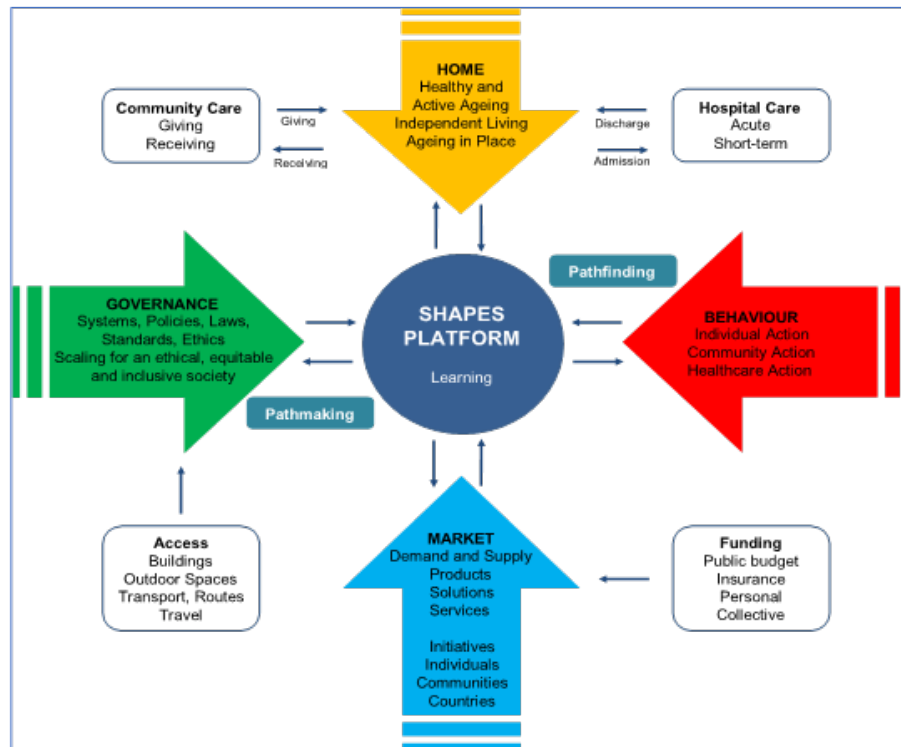 HOME
Healthy and
Active Ageing
Independent Living
Ageing in Place
Community Care
Giving
Receiving
Giving
Receiving
Discharge
Admission
Hospital Care
Acute
Short-term
Pathfinding
GOVERNANCE
Systems, Policies, Laws,
Standards, Ethics
Scaling for an ethical, equitable
and inclusive society
SHAPES
PLATFORM
Learning
BEHAVIOUR
Individual Action
Community Action
Healthcare Action
Pathmaking
Access
Buildings
Outdoor Spaces
Transport, Routes
Travel
MARKET
Demand and Supply
Products
Solutions
Services
Initiatives
Individuals
Communities
Countries
Funding
Public budget
Insurance
Personal
Collective